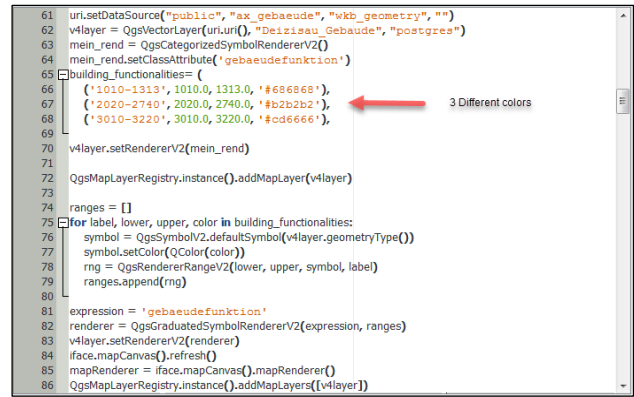 61 uri.setDataSource("public", "ax_gebaeude", "wkb_geometry", "")
62 v4layer = QgsVectorLayer(uri.uri(), "Deizisau_Gebaude", "postgres")
63 mein_rend = QgsCategorizedSymbolRendererV2()
64 mein_rend.setClassAttribute('gebaeudefunktion')
65 building_functionalities= (
66 ('1010-1313', 1010.0, 1313.0, '#686868'),
67 ('2020-2740', 2020.0, 2740.0, '#b2b2b2'), 3 Different colors
68 ('3010-3220', 3010.0, 3220.0, '#cd6666'),
69
70 v4layer.setRendererV2(mein_rend)
71
72 QgsMapLayerRegistry.instance().addMapLayer(v4layer)
73
74 ranges = []
75 for label, lower, upper, color in building_functionalities:
76 symbol = QgsSymbolV2.defaultSymbol(v4layer.geometryType())
77 symbol.setColor(QColor(color))
78 rng = QgsRendererRangeV2(lower, upper, symbol, label)
79 ranges.append(rng)
80
81 expression = 'gebaeudefunktion'
82 renderer = QgsGraduatedSymbolRendererV2(expression, ranges)
83 v4layer.setRendererV2(renderer)
84 iface.mapCanvas().refresh()
85 mapRenderer = iface.mapCanvas().mapRenderer()
86 QgsMapLayerRegistry.instance().addMapLayers([v4layer])